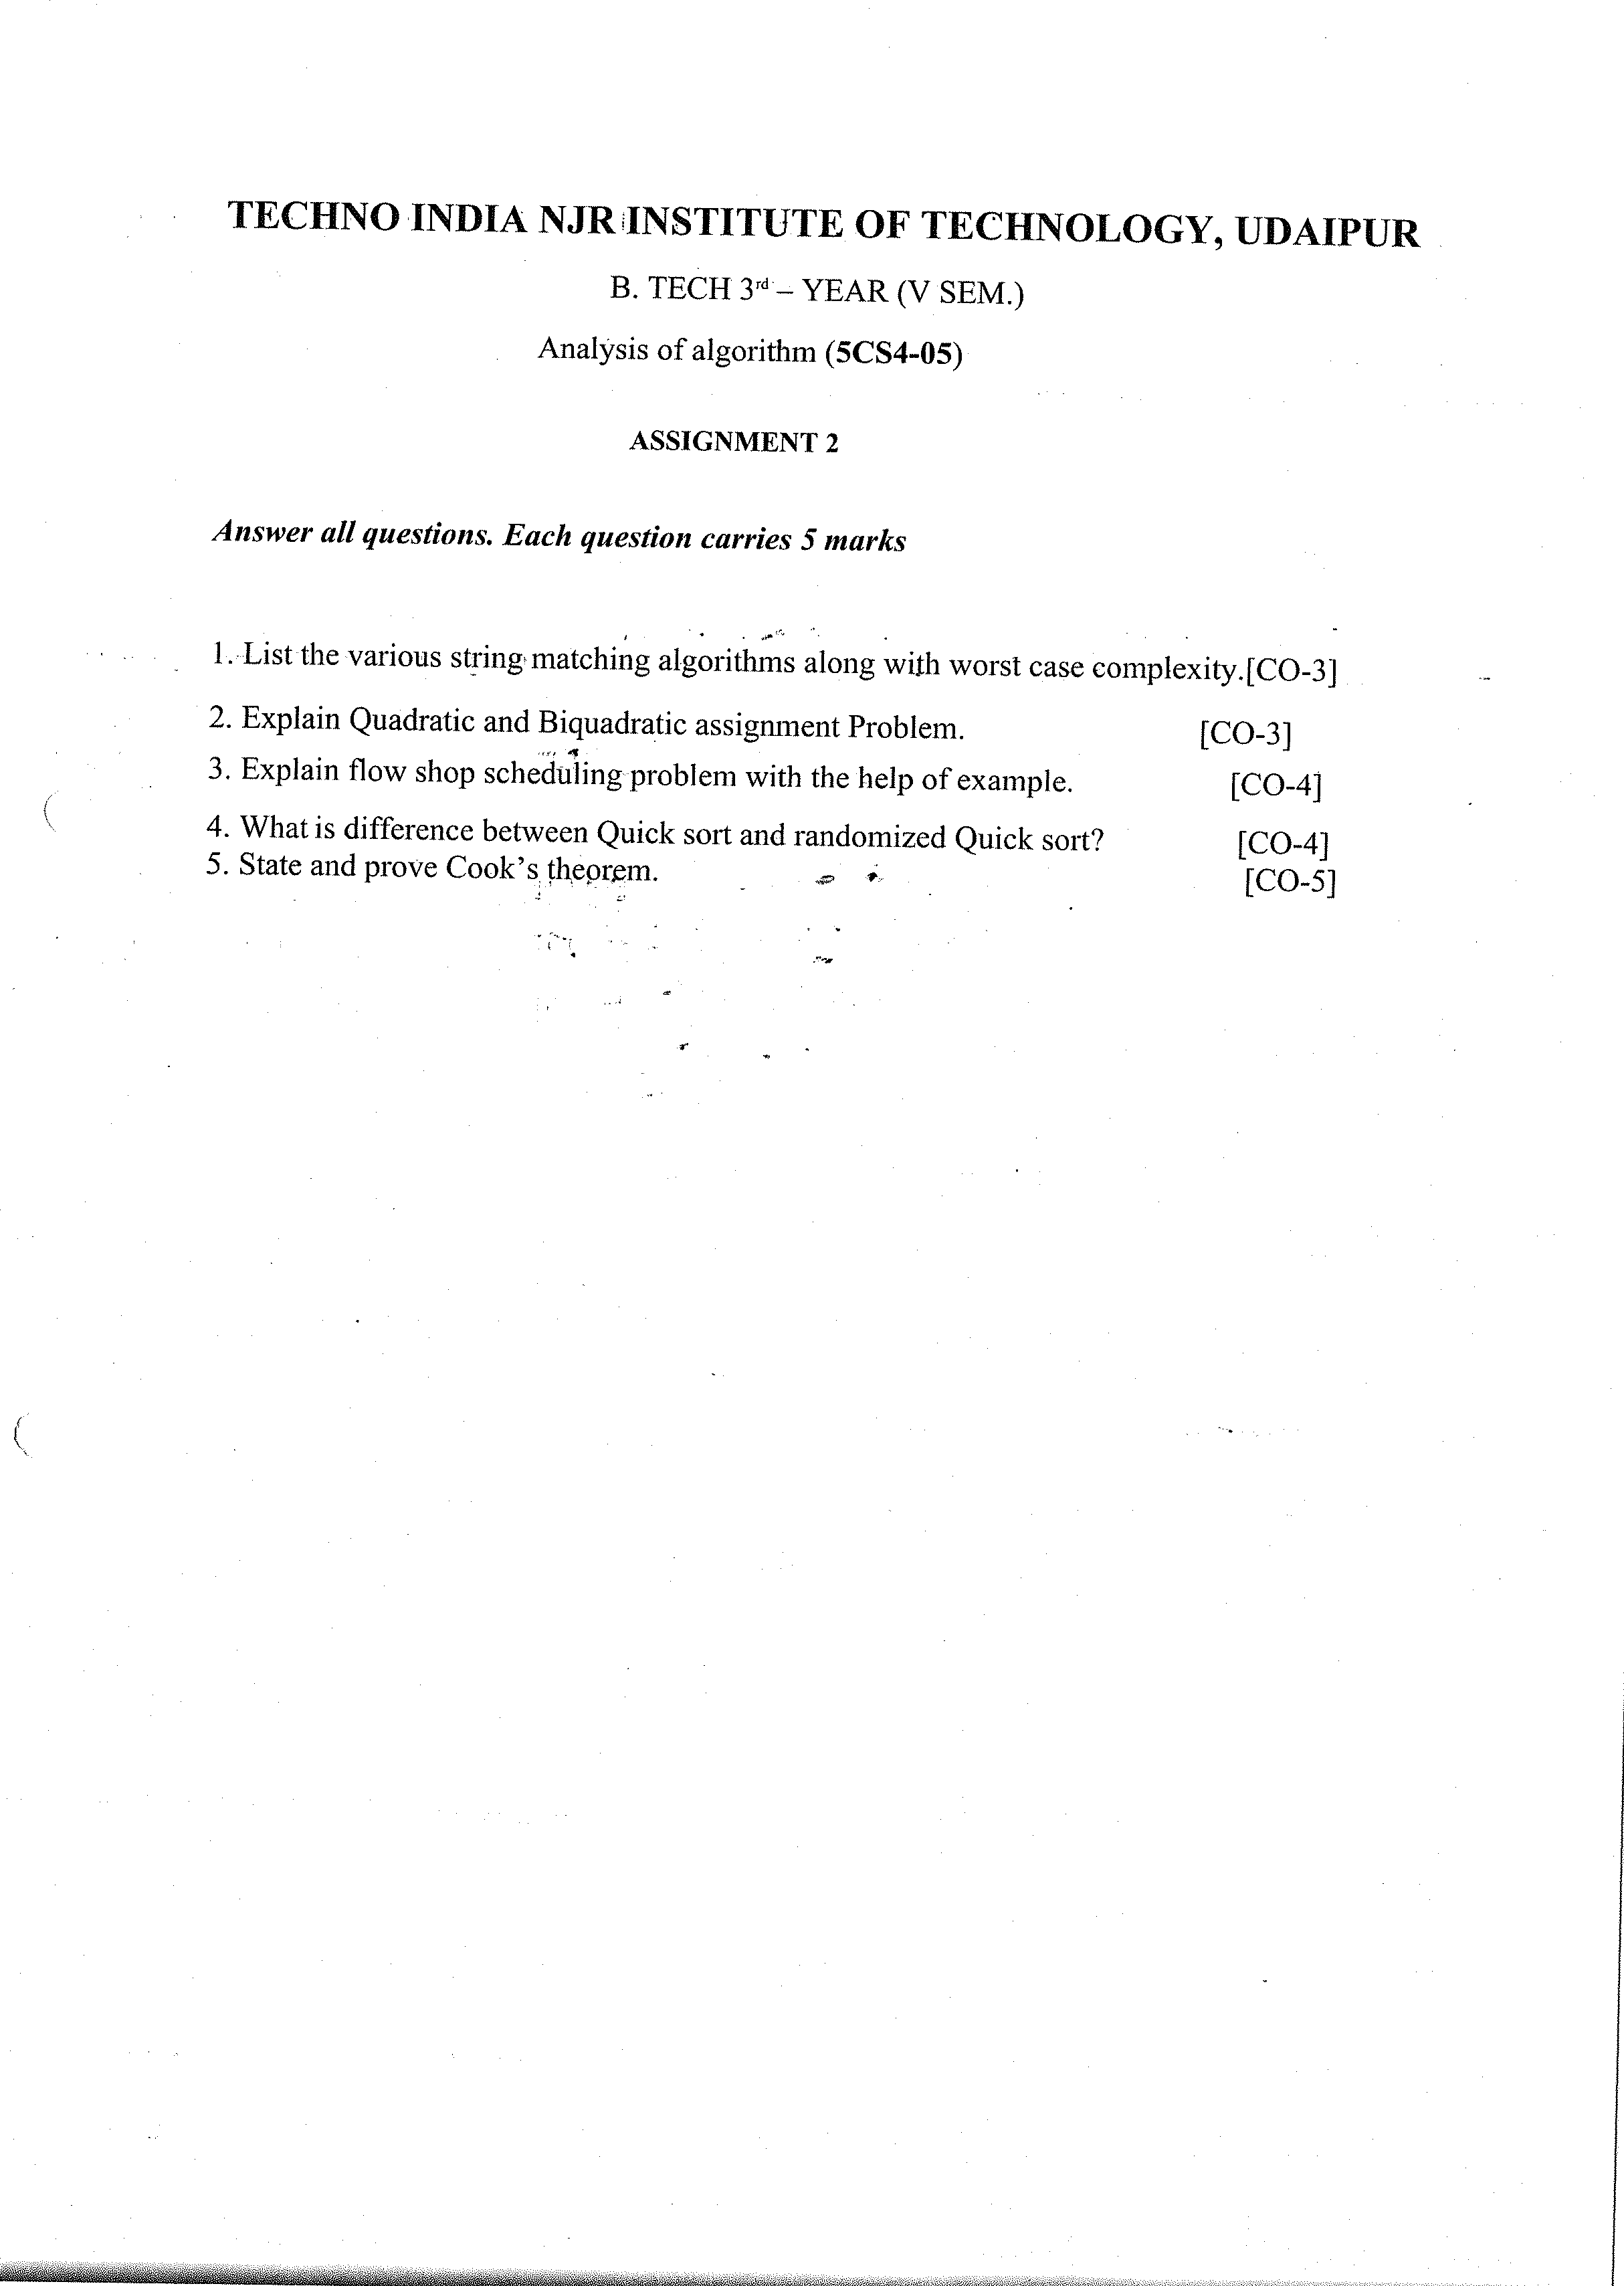 TECHNO INDIA NJR INSTITUTE OF TECHNOLOGY, UDAIPUR
B. TECH 3rd – YEAR (V SEM.)
Analysis of algorithm (5CS4-05)
ASSIGNMENT 2
Answer all questions. Each question carries 5 marks
1. List the various string matching algorithms along with worst case complexity.[CO-3]
2. Explain Quadratic and Biquadratic assignment Problem. [CO-3]
3. Explain flow shop scheduling problem with the help of example. [CO-4]
4. What is difference between Quick sort and randomized Quick sort? [CO-4]
5. State and prove Cook's theorem. [CO-5]